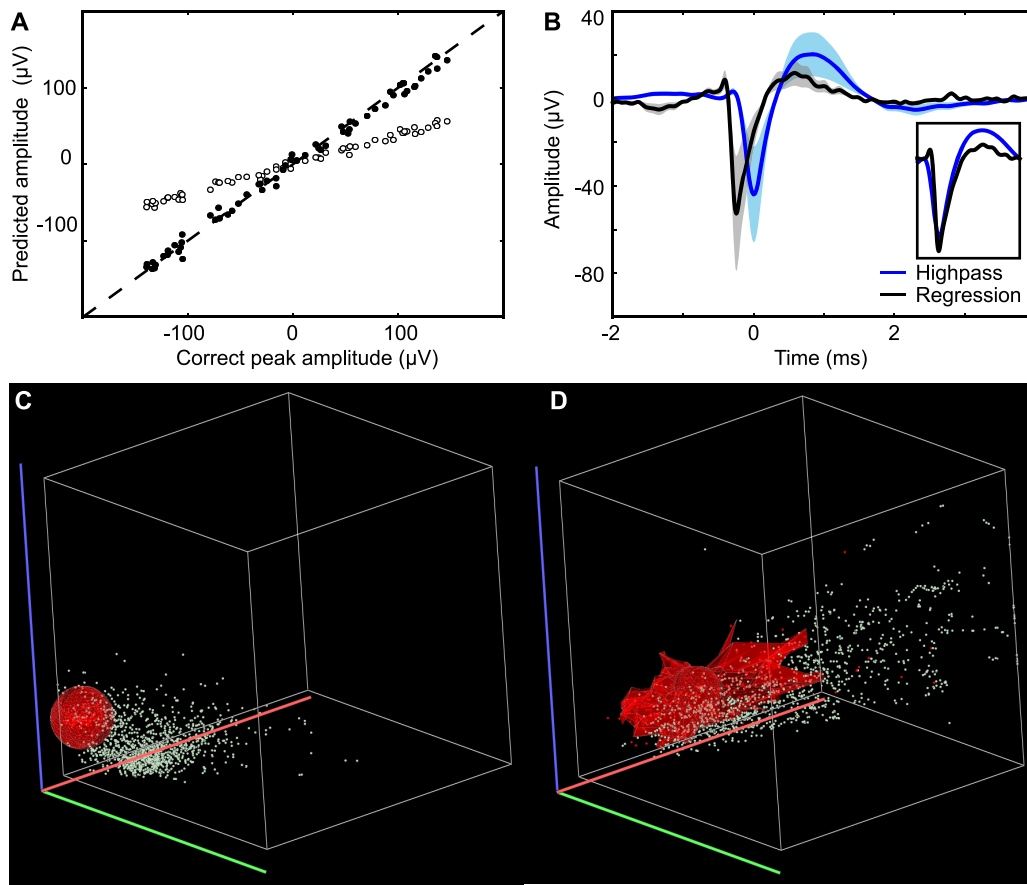 A
Predicted amplitude (µV)
100
0
-100
-100
0
100
Correct peak amplitude (µV)
B
Amplitude (µV)
40
0
-40
-80
-2
0
2
Time (ms)
Highpass
Regression
C
D